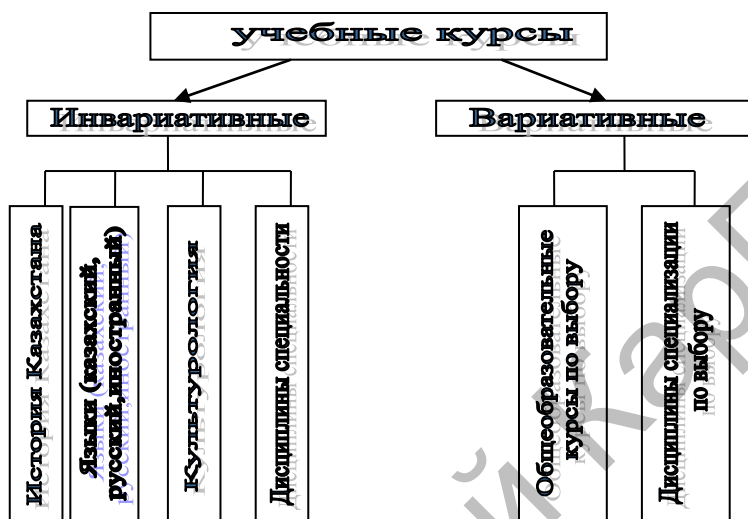 учебные курсы
Инвариативные
Вариативные
История Казахстана
Языки (казахский,
русский,иностранный)
Культурология
Дисциплины специальности
Общеобразовательные
курсы по выбору
Дисциплины специализации
по выбору